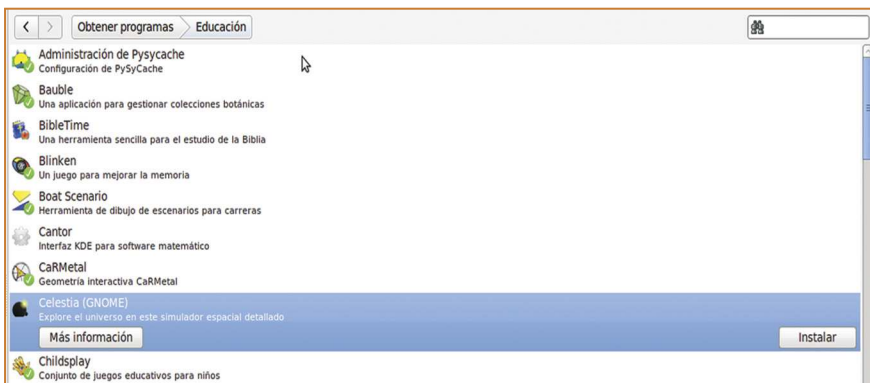 Obtener programas Educación
Administración de Pysycache
Configuración de PySyCache
Bauble
Una aplicación para gestionar colecciones botánicas
BibleTime
Una herramienta sencilla para el estudio de la Biblia
Blinken
Un juego para mejorar la memoria
Boat Scenario
Herramienta de dibujo de escenarios para carreras
Cantor
Interfaz KDE para software matemático
CaRMetal
Geometría interactiva CaRMetal
Celestia (GNOME)
Explore el universo en este simulador espacial detallado
Más información Instalar
Childsplay
Conjunto de juegos educativos para niños